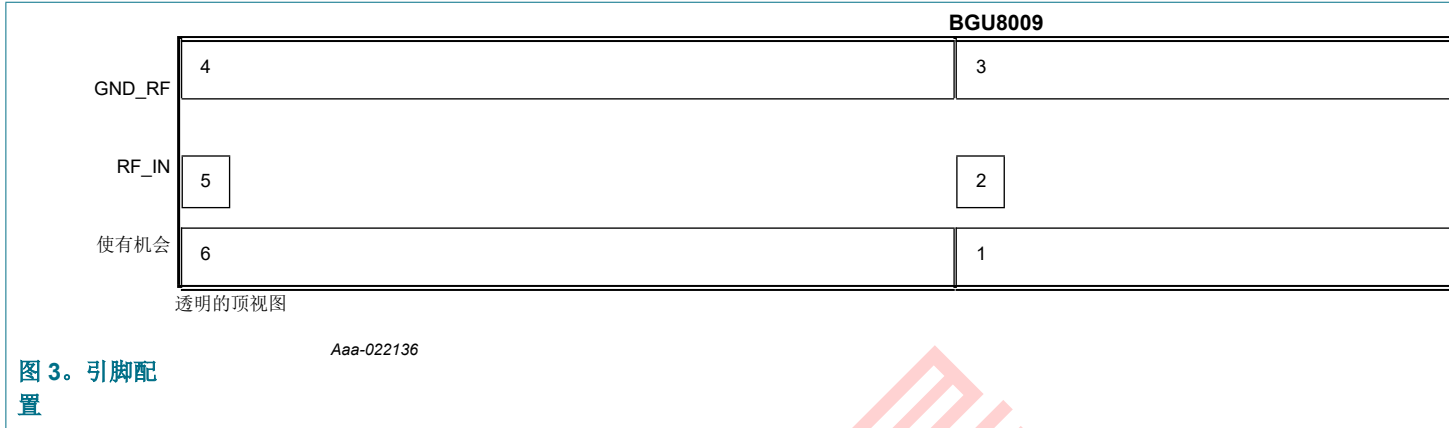 BGU8009
GND_RF
4
3
RF_IN
5
2
使有机会
6
1
透明的顶视图
Aaa-022136
图 3。引脚配
置